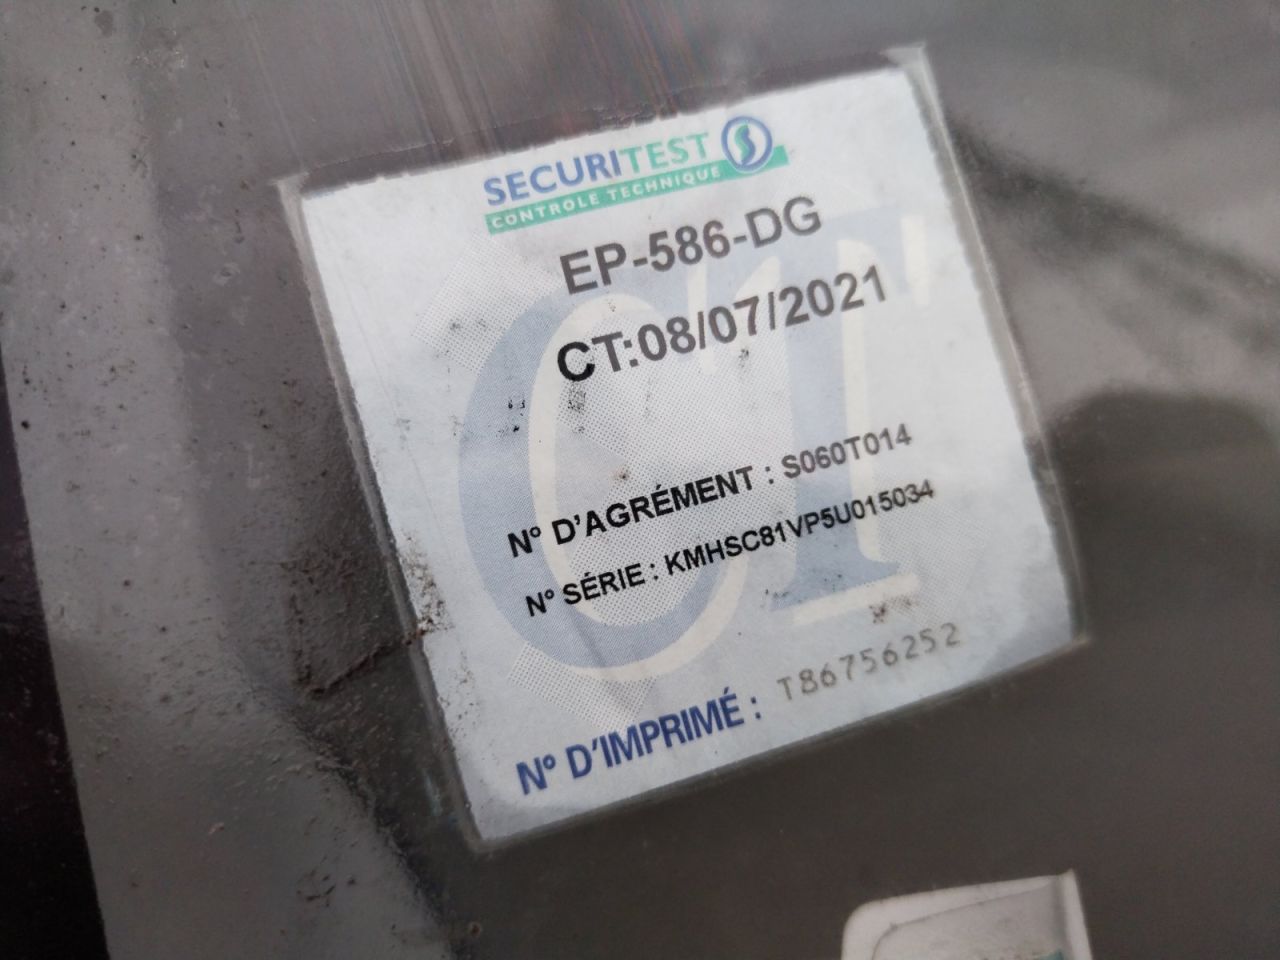 SECURITEST
CONTROLE TECHNIQUE
EP-586-DG
CT:08/07/2021
N° D'AGRÉMENT : S060T014
N° SÉRIE : KMHSC81VP5U015034
N° D'IMPRIMÉ : T86756252